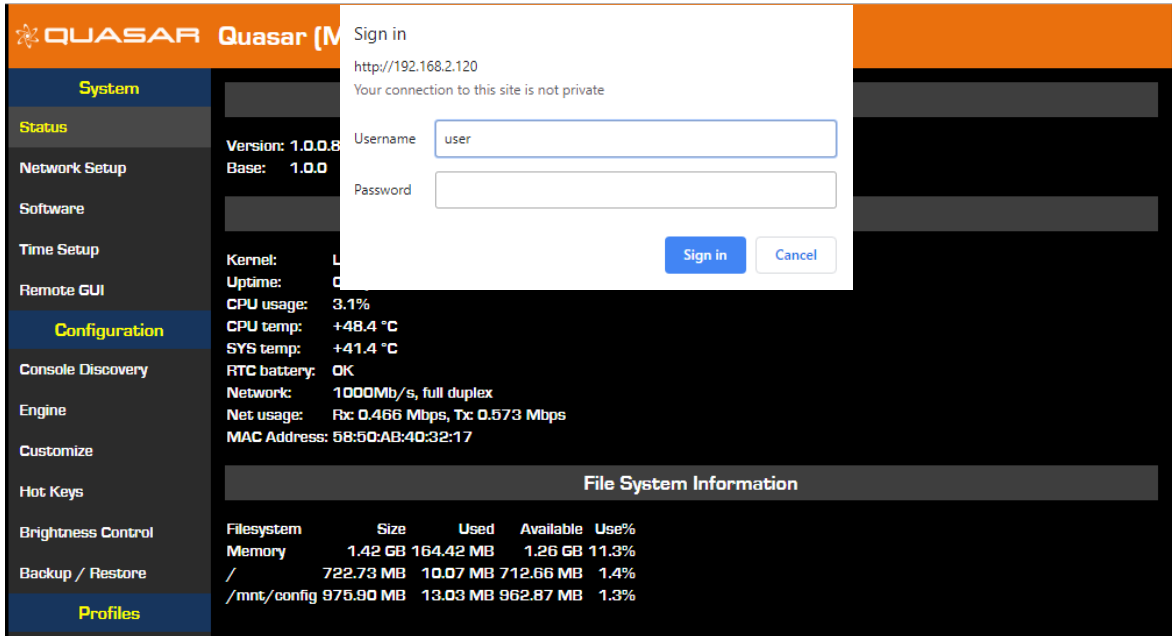 QUASAR Quasar (M
Sign in
http://192.168.2.120
Your connection to this site is not private
Username user
Password
Sign in Cancel
System
Status
Network Setup
Software
Time Setup
Remote GUI
Configuration
Console Discovery
Engine
Customize
Hot Keys
Brightness Control
Backup / Restore
Profiles
Version: 1.0.0.8
Base: 1.0.0
Kernel: L
Uptime:
CPU usage: 3.1%
CPU temp: +48.4 °C
SYS temp: +41.4 °C
RTC battery: OK
Network: 1000Mb/s, full duplex
Net usage: Rx: 0.466 Mbps, Tx: 0.573 Mbps
MAC Address: 58:50:AB:40:32:17
File System Information
Filesystem Size Used Available Use%
Memory 1.42 GB 164.42 MB 1.26 GB 11.3%
/ 722.73 MB 10.07 MB 712.66 MB 1.4%
/mnt/config 975.90 MB 13.03 MB 962.87 MB 1.3%